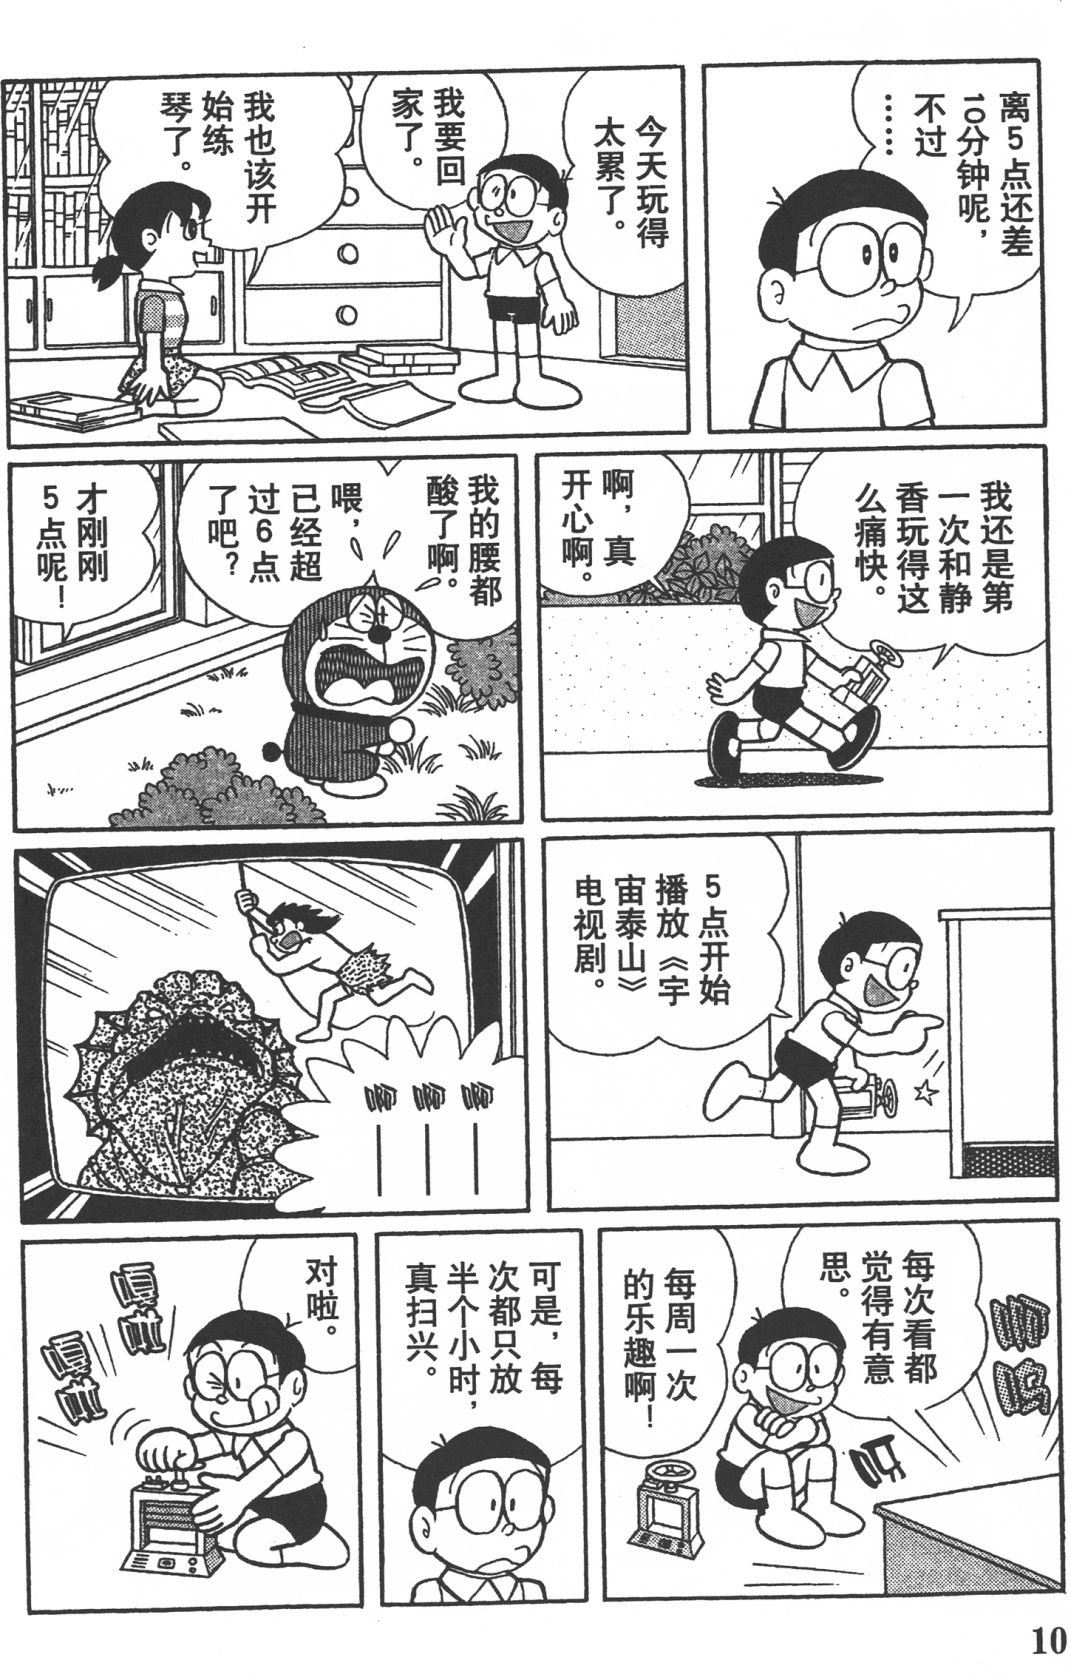 离5点还差
10分钟呢，
不过
……
今天玩得
太累了。
我要回
家了。
我也该开
始练
琴了。
我还是第
一次和静
香玩得这
么痛快。
啊，真
开心啊。
我的腰都
酸了啊。
喂，
已经超
过6点
了吧？
才刚刚
5点呢！
5点开始
播放《宇
宙泰山》
电视剧。
每次看都
觉得有意
思。
每周一次
的乐趣啊！
可是，每
次都只放
半个小时，
真扫兴。
对啦。
10